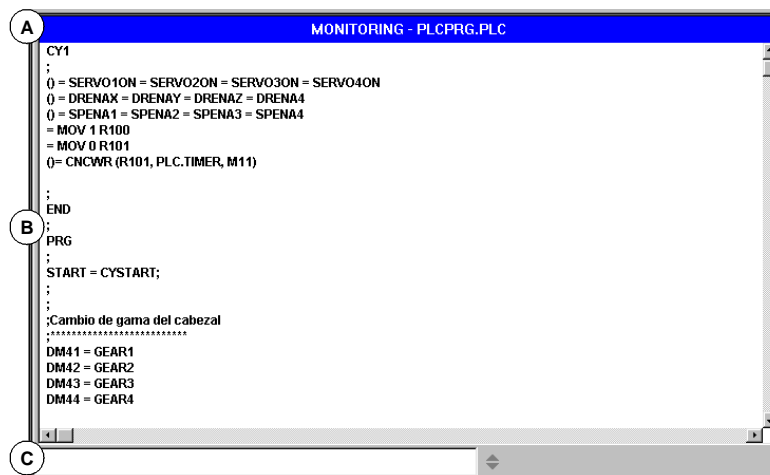 A
MONITORING - PLCPRG.PLC
CY1
;
() = SERVO1ON = SERVO2ON = SERVO3ON = SERVO4ON
() = DRENAX = DRENAY = DRENAZ = DRENA4
() = SPENA1 = SPENA2 = SPENA3 = SPENA4
= MOV 1 R100
= MOV 0 R101
()= CNCWR (R101, PLC.TIMER, M11)
;
END
B
;
PRG
;
START = CYSTART;
;
;
;Cambio de gama del cabezal
;**************************
DM41 = GEAR1
DM42 = GEAR2
DM43 = GEAR3
DM44 = GEAR4
C